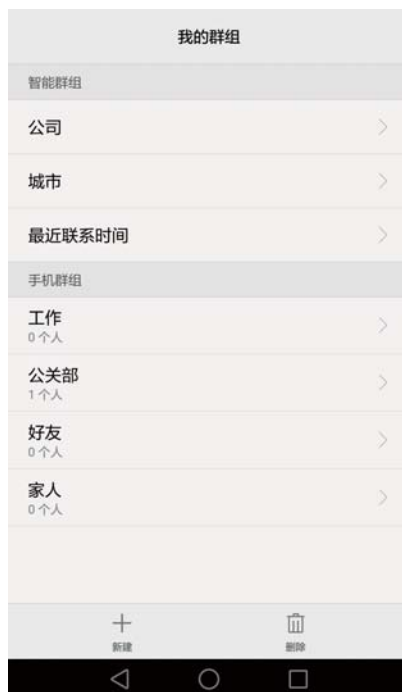 我的群组
智能群组
公司
城市
最近联系时间
手机群组
工作
0 个人
公关部
1 个人
好友
0 个人
家人
0 个人
新建
删除